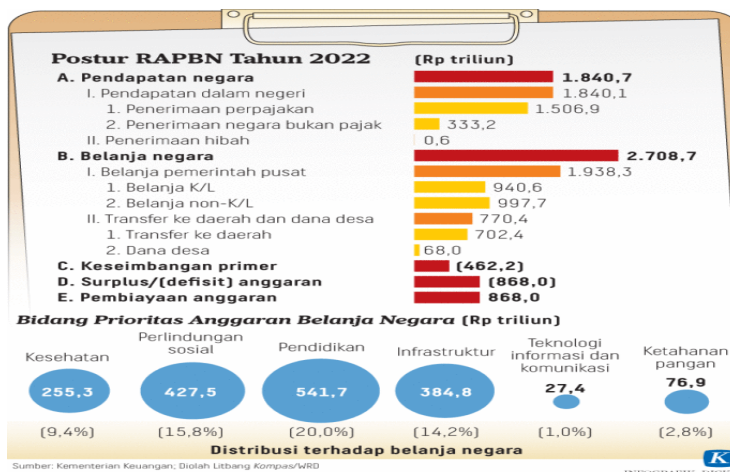 Postur RAPBN Tahun 2022 (Rp triliun)
A. Pendapatan negara 1.840,7
I. Pendapatan dalam negeri 1.840,1
1. Penerimaan perpajakan 1.506,9
2. Penerimaan negara bukan pajak 333,2
II. Penerimaan hibah 0,6
B. Belanja negara 2.708,7
I. Belanja pemerintah pusat 1.938,3
1. Belanja K/L 940,6
2. Belanja non-K/L 997,7
II. Transfer ke daerah dan dana desa 770,4
1. Transfer ke daerah 702,4
2. Dana desa 68,0
C. Keseimbangan primer (462,2)
D. Surplus/(defisit) anggaran (868,0)
E. Pembiayaan anggaran 868,0
Bidang Prioritas Anggaran Belanja Negara (Rp triliun)
Kesehatan
255,3
(9,4%)
Perlindungan
sosial
427,5
(15,8%)
Pendidikan
541,7
(20,0%)
Infrastruktur
384,8
(14,2%)
Teknologi
informasi dan
komunikasi
27,4
(1,0%)
Ketahanan
pangan
76,9
(2,8%)
Distribusi terhadap belanja negara
Sumber: Kementerian Keuangan; Diolah Litbang Kompas/WRD
K